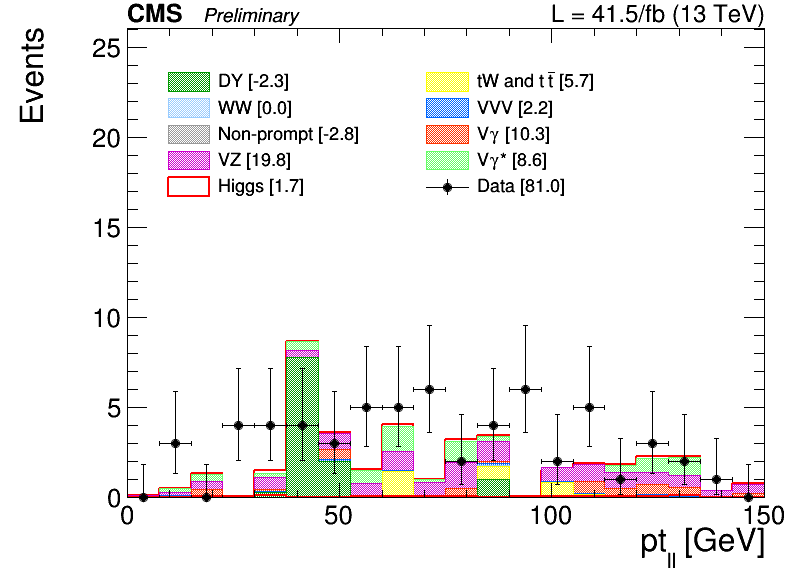 CMS Preliminary L = 41.5/fb (13 TeV)
Events
25
20
15
10
5
0
DY [-2.3]
WW [0.0]
Non-prompt [-2.8]
VZ [19.8]
Higgs [1.7]
tW and tt̅ [5.7]
VVV [2.2]
Vγ [10.3]
Vγ* [8.6]
Data [81.0]
0 50 100 150
pt_ll [GeV]